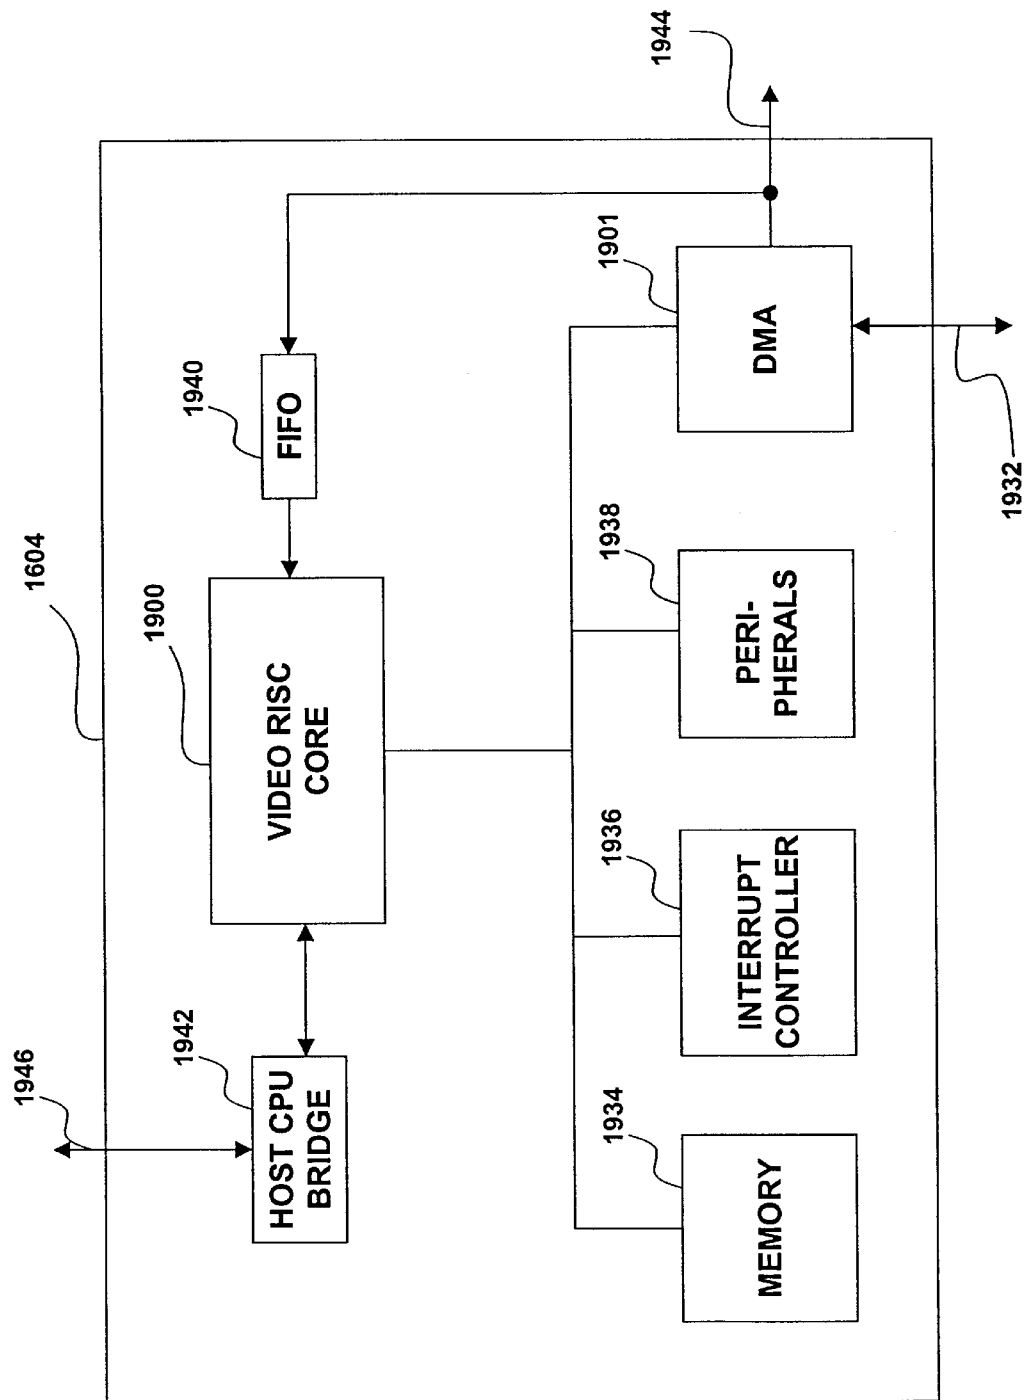 1946
1604
1942
1900
1940
HOST CPU
BRIDGE
VIDEO RISC
CORE
FIFO
1934
1936
1938
1901
1944
MEMORY
INTERRUPT
CONTROLLER
PERI-
PHERALS
DMA
1932